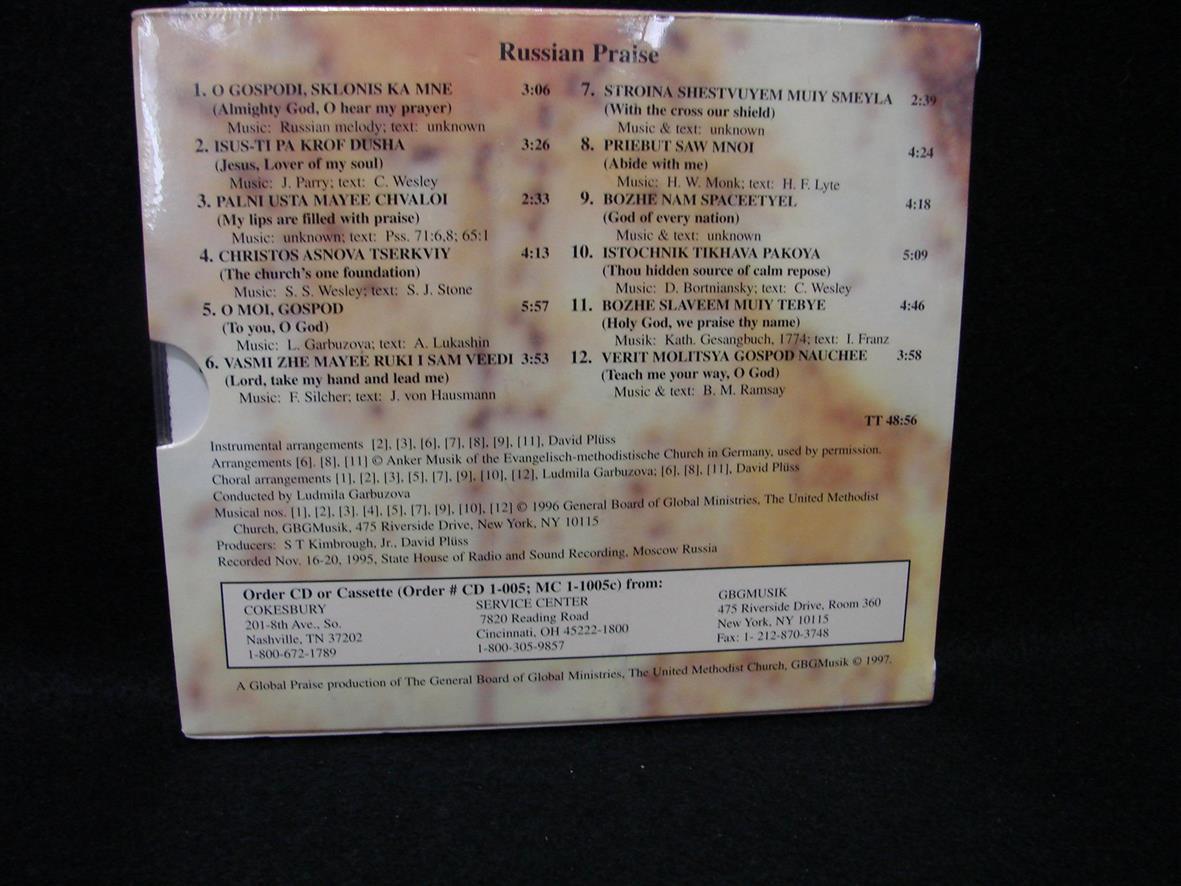 Russian Praise
1. O GOSPODI, SKLONIS KA MNE 3:06
(Almighty God, O hear my prayer)
Music: Russian melody; text: unknown
2. ISUS-TI PA KROF DUSHA 3:26
(Jesus, Lover of my soul)
Music: J. Parry; text: C. Wesley
3. PALNI USTA MAYEE CHVALOI 2:33
(My lips are filled with praise)
Music: unknown; text: Pss. 71:6,8; 65:1
4. CHRISTOS ASNOVA TSERKVIY 4:13
(The church's one foundation)
Music: S. S. Wesley; text: S. J. Stone
5. O MOI, GOSPOD 5:57
(To you, O God)
Music: L. Garbuzova; text: A. Lukashin
6. VASMI ZHE MAYEE RUKI I SAM VEEDI 3:53
(Lord, take my hand and lead me)
Music: F. Silcher; text: J. von Hausmann
7. STROINA SHESTVUYEM MUIY SMEYLA 2:39
(With the cross our shield)
Music & text: unknown
8. PRIEBUT SAW MNOI 4:24
(Abide with me)
Music: H. W. Monk; text: H. F. Lyte
9. BOZHE NAM SPACEETYEL 4:18
(God of every nation)
Music & text: unknown
10. ISTOCHNIK TIKHAVA PAKOYA 5:09
(Thou hidden source of calm repose)
Music: D. Bortniansky; text: C. Wesley
11. BOZHE SLAVEEM MUIY TEBYE 4:46
(Holy God, we praise thy name)
Musik: Kath. Gesangbuch, 1774; text: I. Franz
12. VERIT MOLITSYA GOSPOD NAUCHEE 3:58
(Teach me your way, O God)
Music & text: B. M. Ramsay
TT 48:56
Instrumental arrangements [2], [3], [6], [7], [8], [9], [11], David Plüss
Arrangements [6], [8], [11] © Anker Musik of the Evangelisch-methodistische Church in Germany, used by permission.
Choral arrangements [1], [2], [3], [5], [7], [9], [10], [12], Ludmila Garbuzova; [6], [8], [11], David Plüss
Conducted by Ludmila Garbuzova
Musical nos. [1], [2], [3], [4], [5], [7], [9], [10], [12] © 1996 General Board of Global Ministries, The United Methodist
Church, GBGMusik, 475 Riverside Drive, New York, NY 10115
Producers: S T Kimbrough, Jr., David Plüss
Recorded Nov. 16-20, 1995, State House of Radio and Sound Recording, Moscow Russia
Order CD or Cassette (Order # CD 1-005; MC 1-1005c) from:
COKESBURY
201-8th Ave., So.
Nashville, TN 37202
1-800-672-1789
SERVICE CENTER
7820 Reading Road
Cincinnati, OH 45222-1800
1-800-305-9857
GBGMUSIK
475 Riverside Drive, Room 360
New York, NY 10115
Fax: 1- 212-870-3748
A Global Praise production of The General Board of Global Ministries, The United Methodist Church, GBGMusik © 1997.